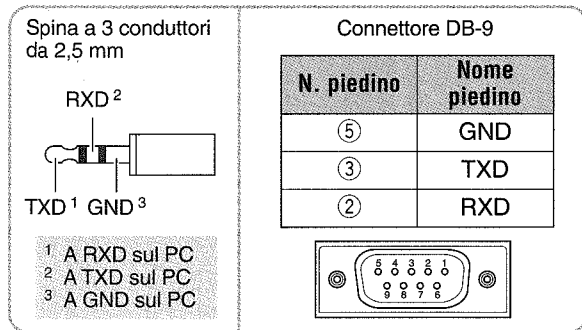 Spina a 3 conduttori
da 2,5 mm
RXD 2
TXD 1 GND 3
1 A RXD sul PC
2 A TXD sul PC
3 A GND sul PC
Connettore DB-9
N. piedino Nome piedino
⑤ GND
③ TXD
② RXD
5 4 3 2 1
9 8 7 6